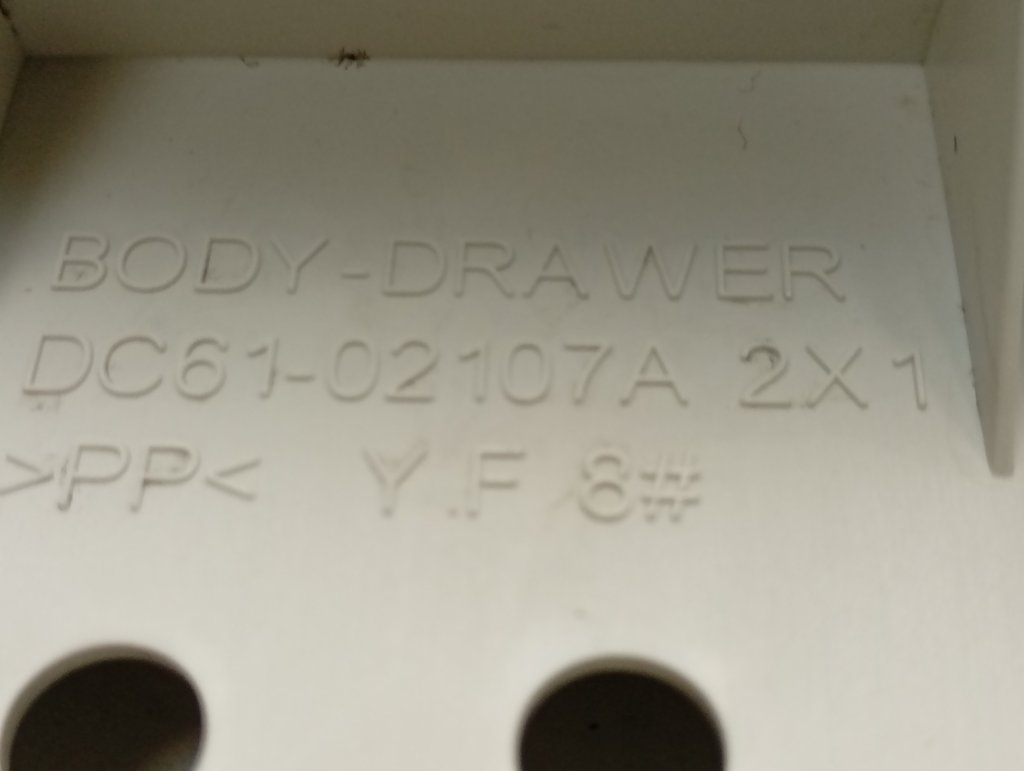 BODY-DRAWER
DC61-02107A 2X1
>PP< Y.F 8#